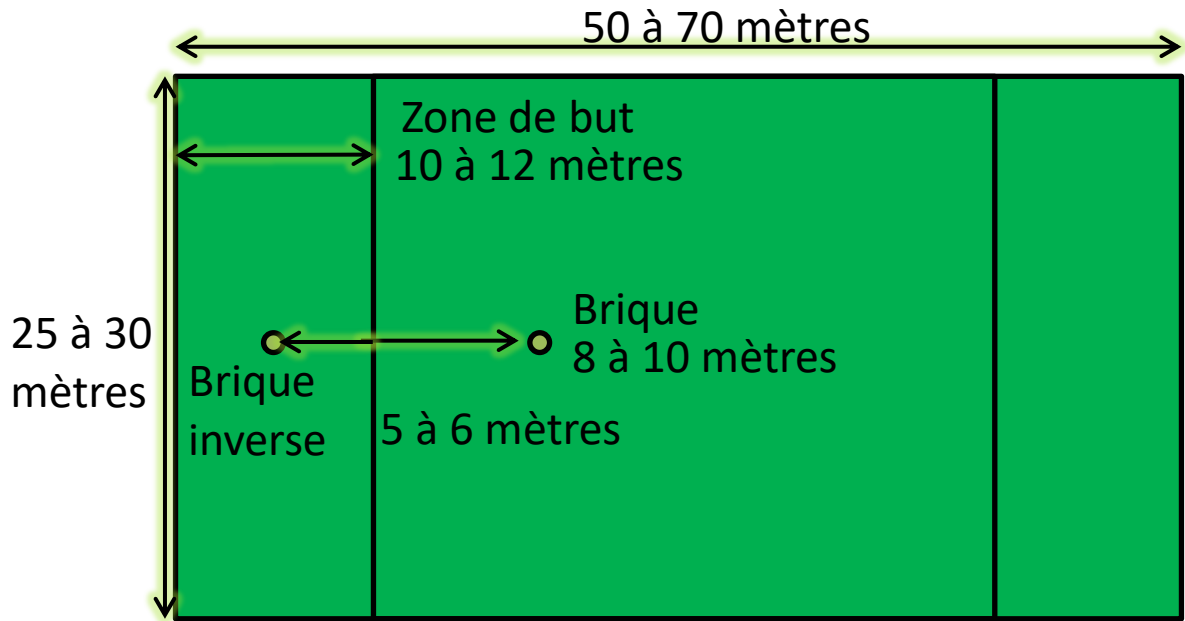 50 à 70 mètres
Zone de but
10 à 12 mètres
25 à 30
mètres
Brique
8 à 10 mètres
Brique
inverse
5 à 6 mètres